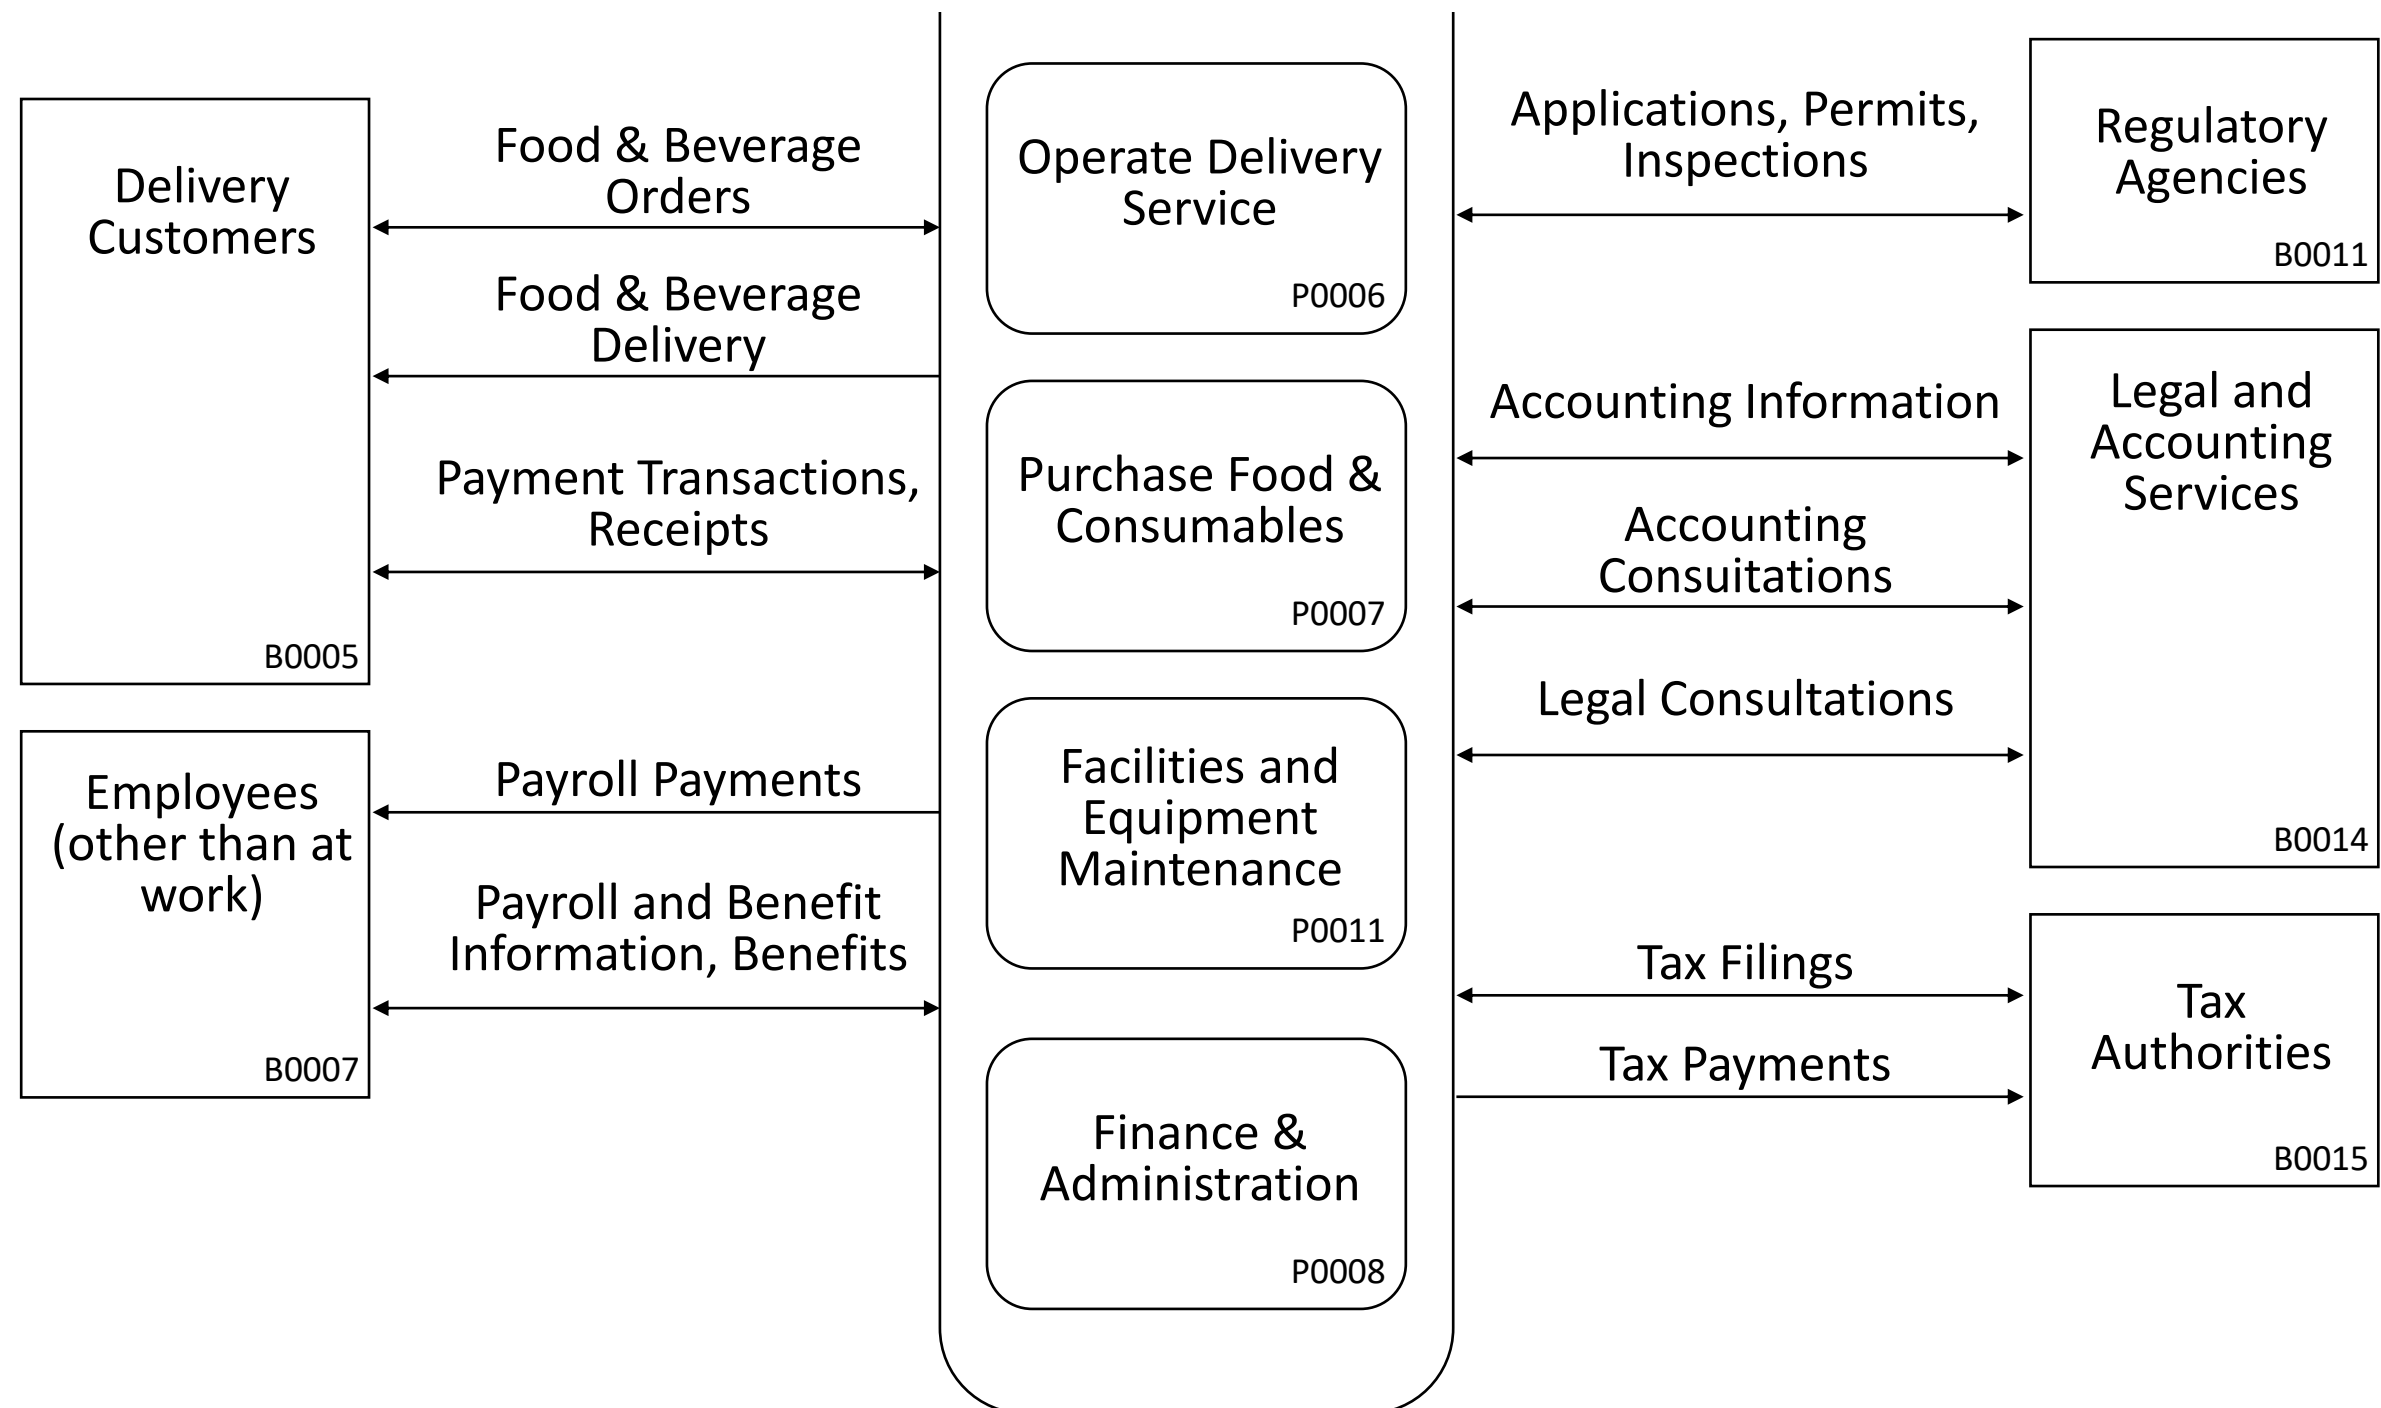 Delivery
Customers
B0005
Employees
(other than at
work)
B0007
Food & Beverage
Orders
Food & Beverage
Delivery
Payment Transactions,
Receipts
Payroll Payments
Payroll and Benefit
Information, Benefits
Operate Delivery
Service
P0006
Purchase Food &
Consumables
P0007
Facilities and
Equipment
Maintenance
P0011
Finance &
Administration
P0008
Applications, Permits,
Inspections
Accounting Information
Accounting
Consuitations
Legal Consultations
Tax Filings
Tax Payments
Regulatory
Agencies
B0011
Legal and
Accounting
Services
B0014
Tax
Authorities
B0015